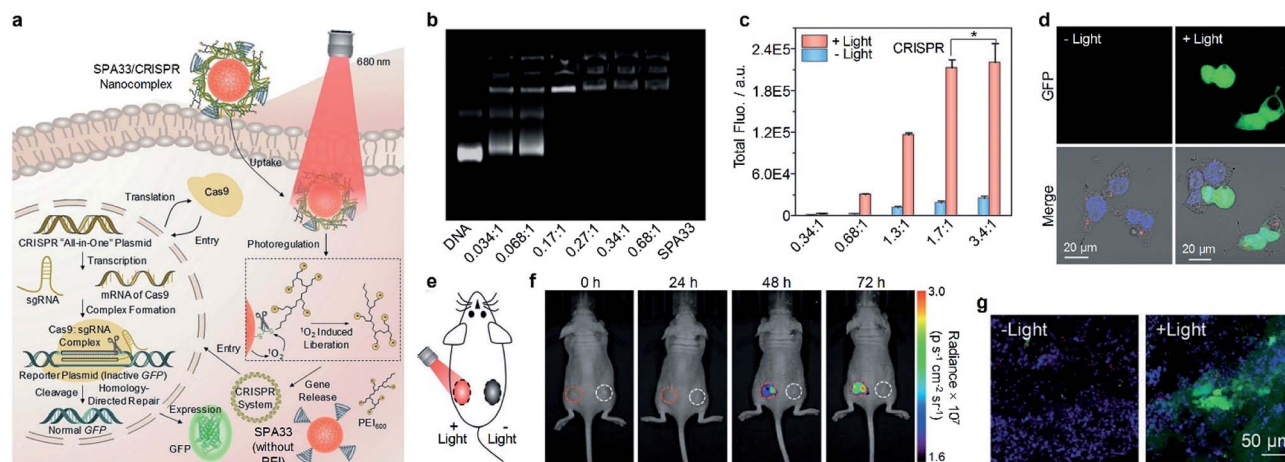 a
SPA33/CRISPR
Nanocomplex
680 nm
Uptake
Translation
Cas9
Entry
CRISPR "All-in-One" Plasmid
Transcription
sgRNA
mRNA of Cas9
Complex Formation
Cas9: sgRNA
Complex
Reporter Plasmid (Inactive GFP)
Cleavage
Homology-
Directed Repair
Normal GFP
Expression
GFP
Photoregulation
¹O₂
¹O₂ Induced
Liberation
Entry
CRISPR
System
Gene
Release
PEI₆₀₀
SPA33
(without
PEI)
b
DNA
0.034:1
0.068:1
0.17:1
0.27:1
0.34:1
0.68:1
SPA33
c
+ Light
- Light
CRISPR
*
Total Fluo. / a.u.
2.4E5
1.2E5
6.0E4
0
0.34:1
0.68:1
1.3:1
1.7:1
3.4:1
d
- Light
+ Light
GFP
Merge
20 µm
20 µm
e
+
Light
-
Light
f
0 h
24 h
48 h
72 h
3.0
Radiance × 10⁷
(p s⁻¹ cm⁻² sr⁻¹)
1.6
g
-Light
+Light
50 µm